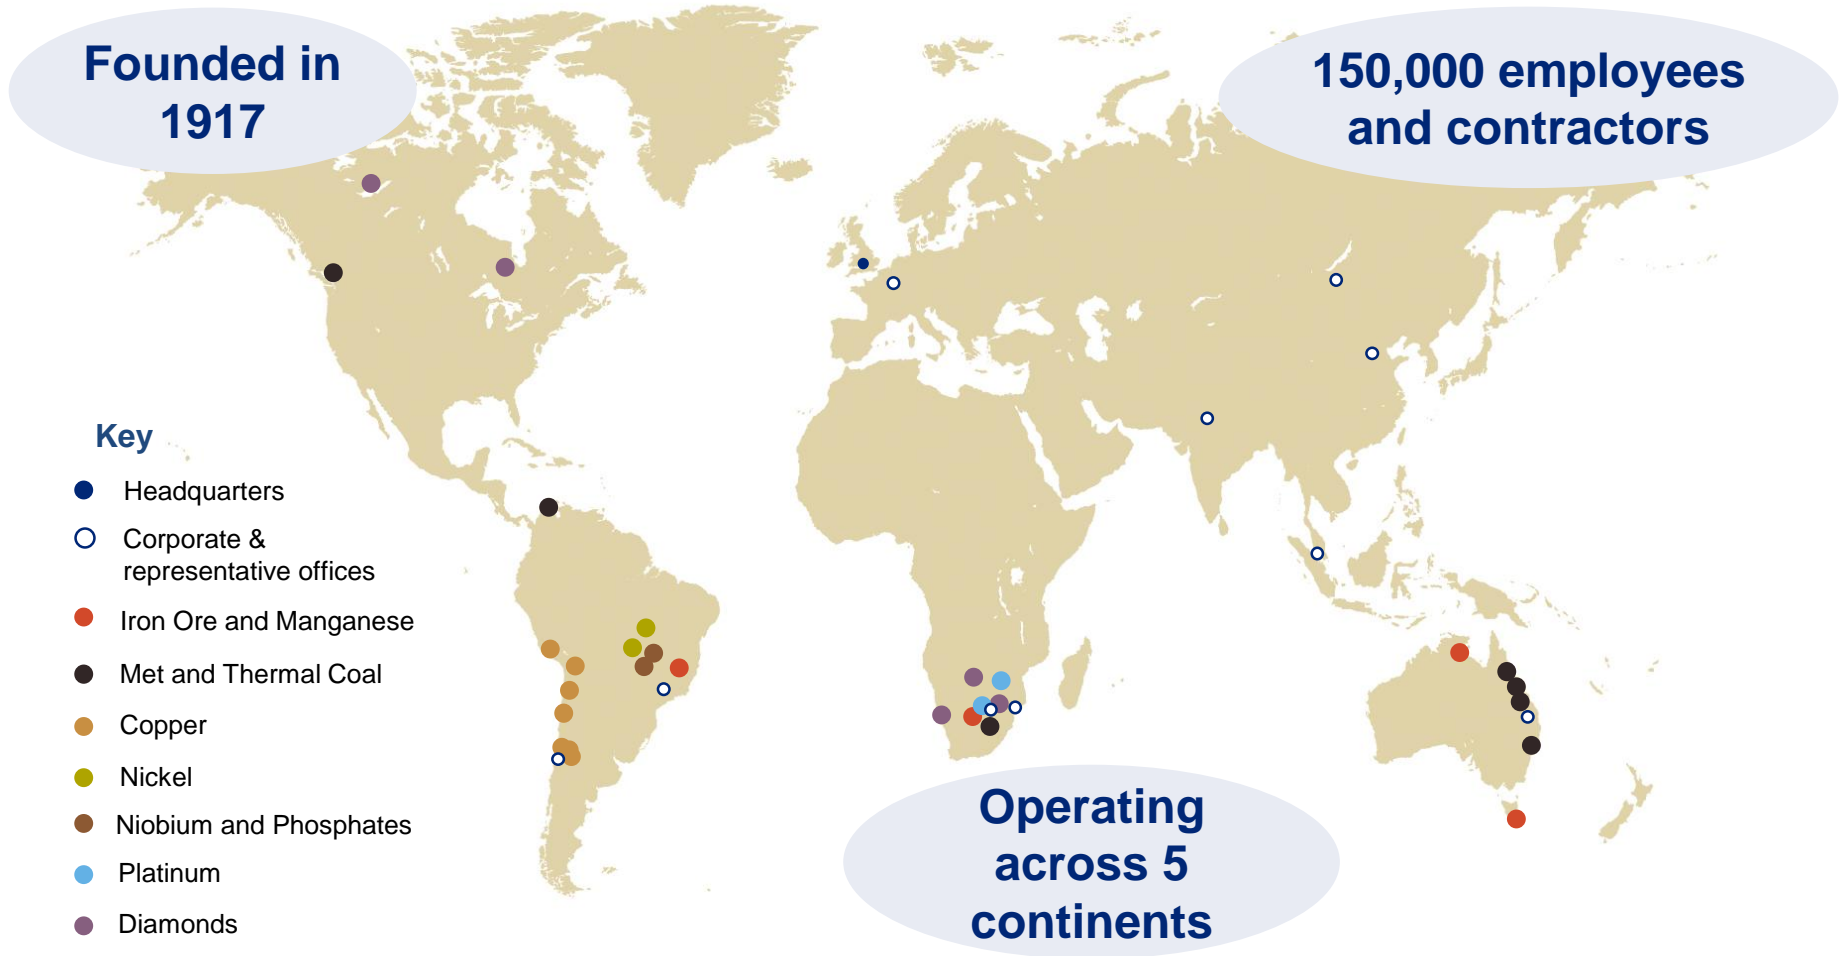 Founded in
1917
150,000 employees
and contractors
Key
Headquarters
Corporate &
representative offices
Iron Ore and Manganese
Met and Thermal Coal
Copper
Nickel
Niobium and Phosphates
Platinum
Diamonds
Operating
across 5
continents